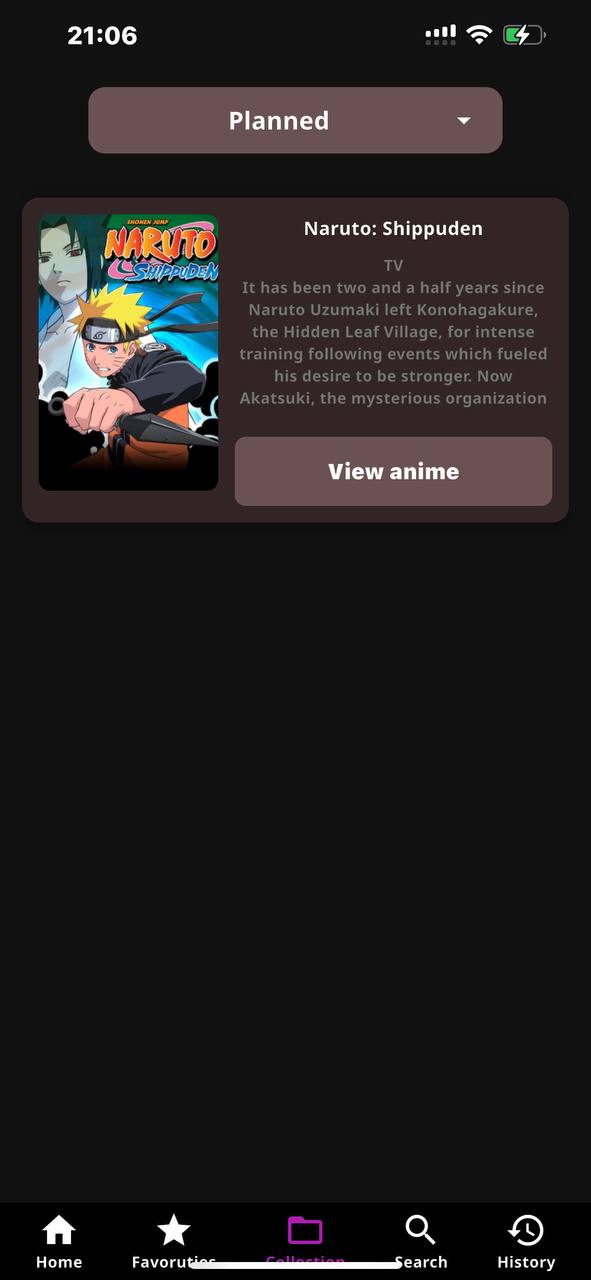 21:06
Planned
SHONEN JUMP
NARUTO
SHIPPUDEN
Naruto: Shippuden
TV
It has been two and a half years since
Naruto Uzumaki left Konohagakure,
the Hidden Leaf Village, for intense
training following events which fueled
his desire to be stronger. Now
Akatsuki, the mysterious organization
View anime
Home Favoruties Collection Search History